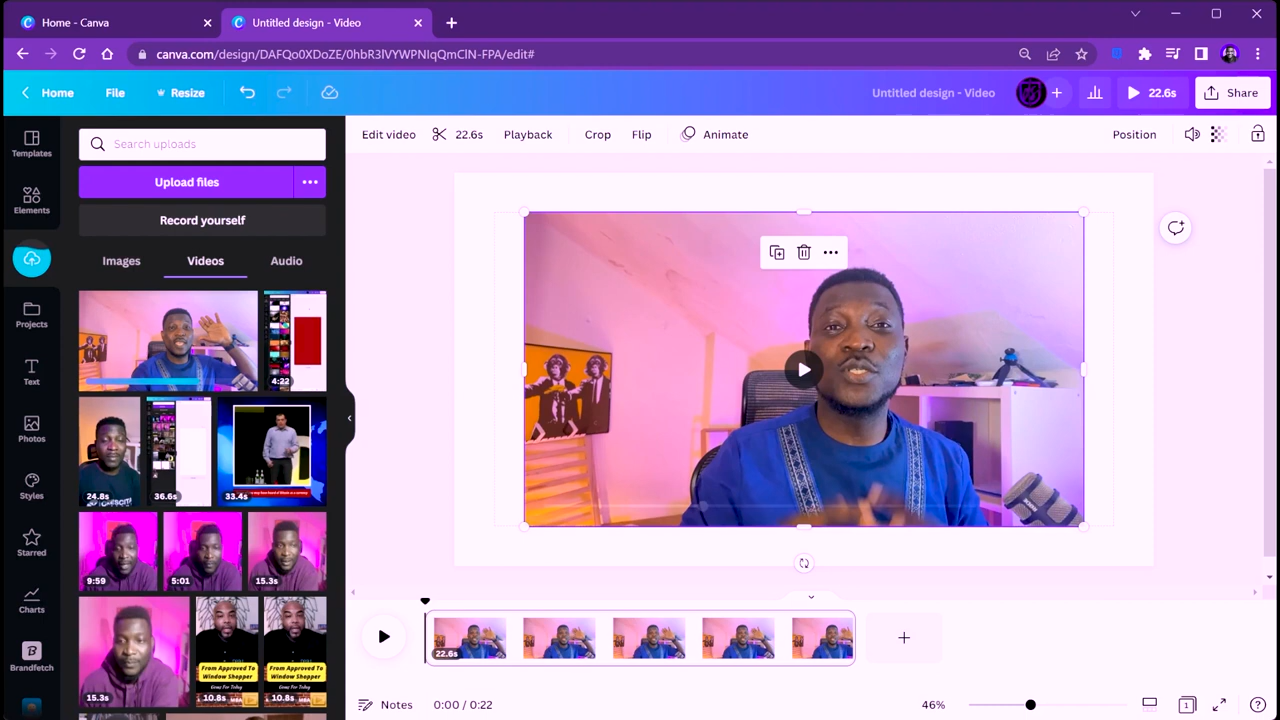 Home - Canva
Untitled design - Video
canva.com/design/DAFQo0XDoZE/0hbR3lVYWPNIqQmClN-FPA/edit#
Home File Resize
Untitled design - Video
22.6s Share
Templates
Elements
Projects
Text
Photos
Styles
Starred
Charts
Brandfetch
Search uploads
Upload files
Record yourself
Images Videos Audio
4:22
24.8s
36.6s
33.4s
9:59
5:01
15.3s
15.3s
From Approved To
Window Shopper
10.8s
From Approved To
Window Shopper
10.8s
Edit video 22.6s Playback Crop Flip Animate Position
22.6s
Notes 0:00 / 0:22
46%
1